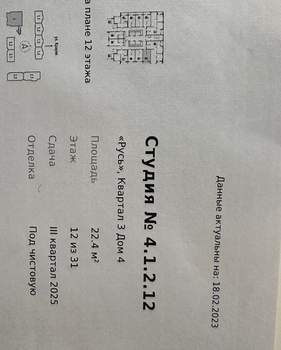 Данные актуальны на: 18.02.2023
Студия № 4.1.2.12
«Русь», Квартал 3 Дом 4
Площадь 22.4 м²
Этаж 12 из 31
Сдача III квартал 2025
Отделка Под чистовую
а плане 12 этажа